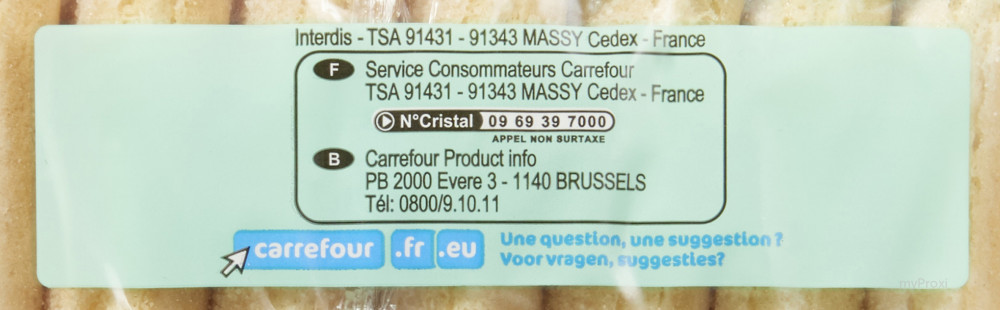 Interdis - TSA 91431 - 91343 MASSY Cedex - France
F Service Consommateurs Carrefour
TSA 91431 - 91343 MASSY Cedex - France
N°Cristal 09 69 39 7000
APPEL NON SURTAXE
B Carrefour Product info
PB 2000 Evere 3 - 1140 BRUSSELS
Tél: 0800/9.10.11
carrefour .fr .eu
Une question, une suggestion ?
Voor vragen, suggesties?
myProxi